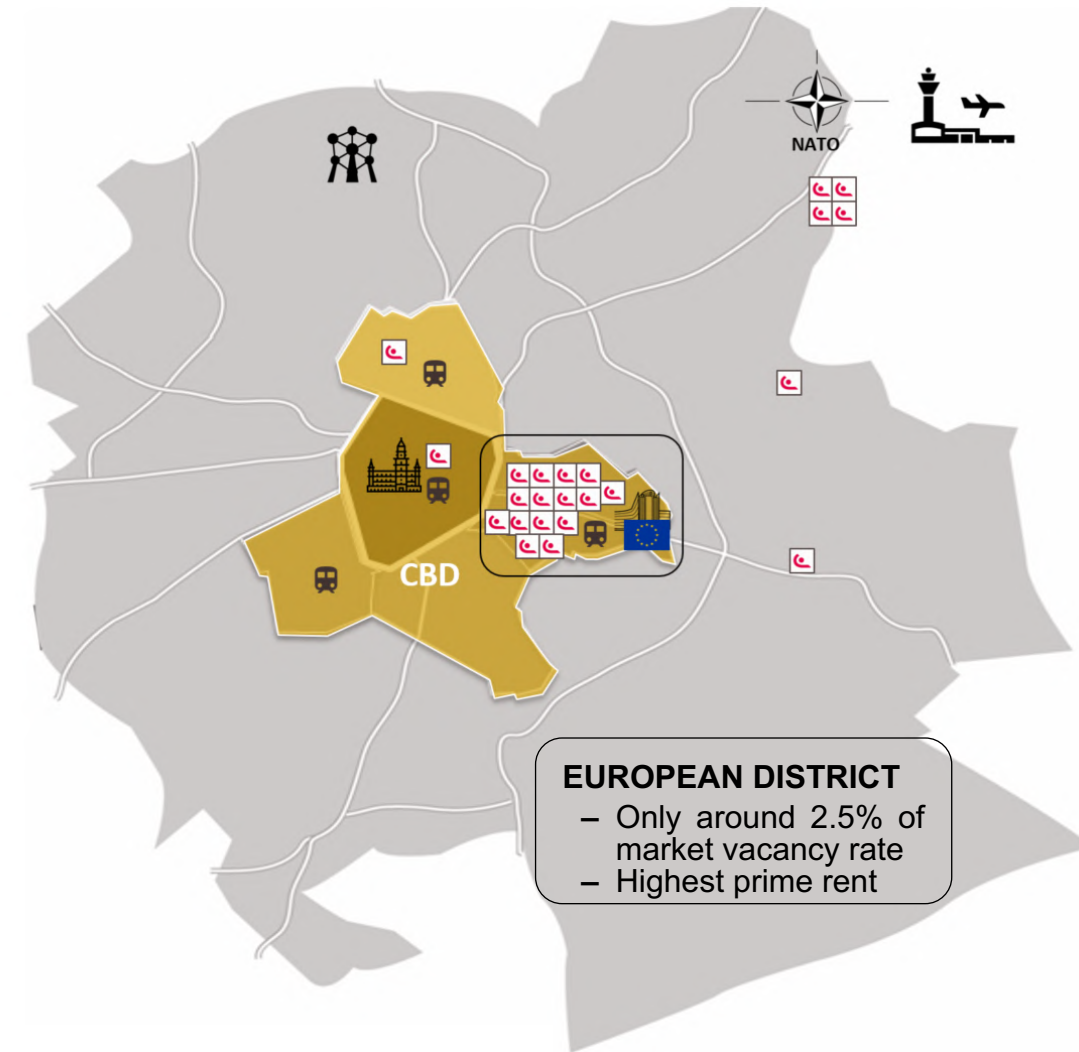 NATO
CBD
EUROPEAN DISTRICT
– Only around 2.5% of
market vacancy rate
– Highest prime rent